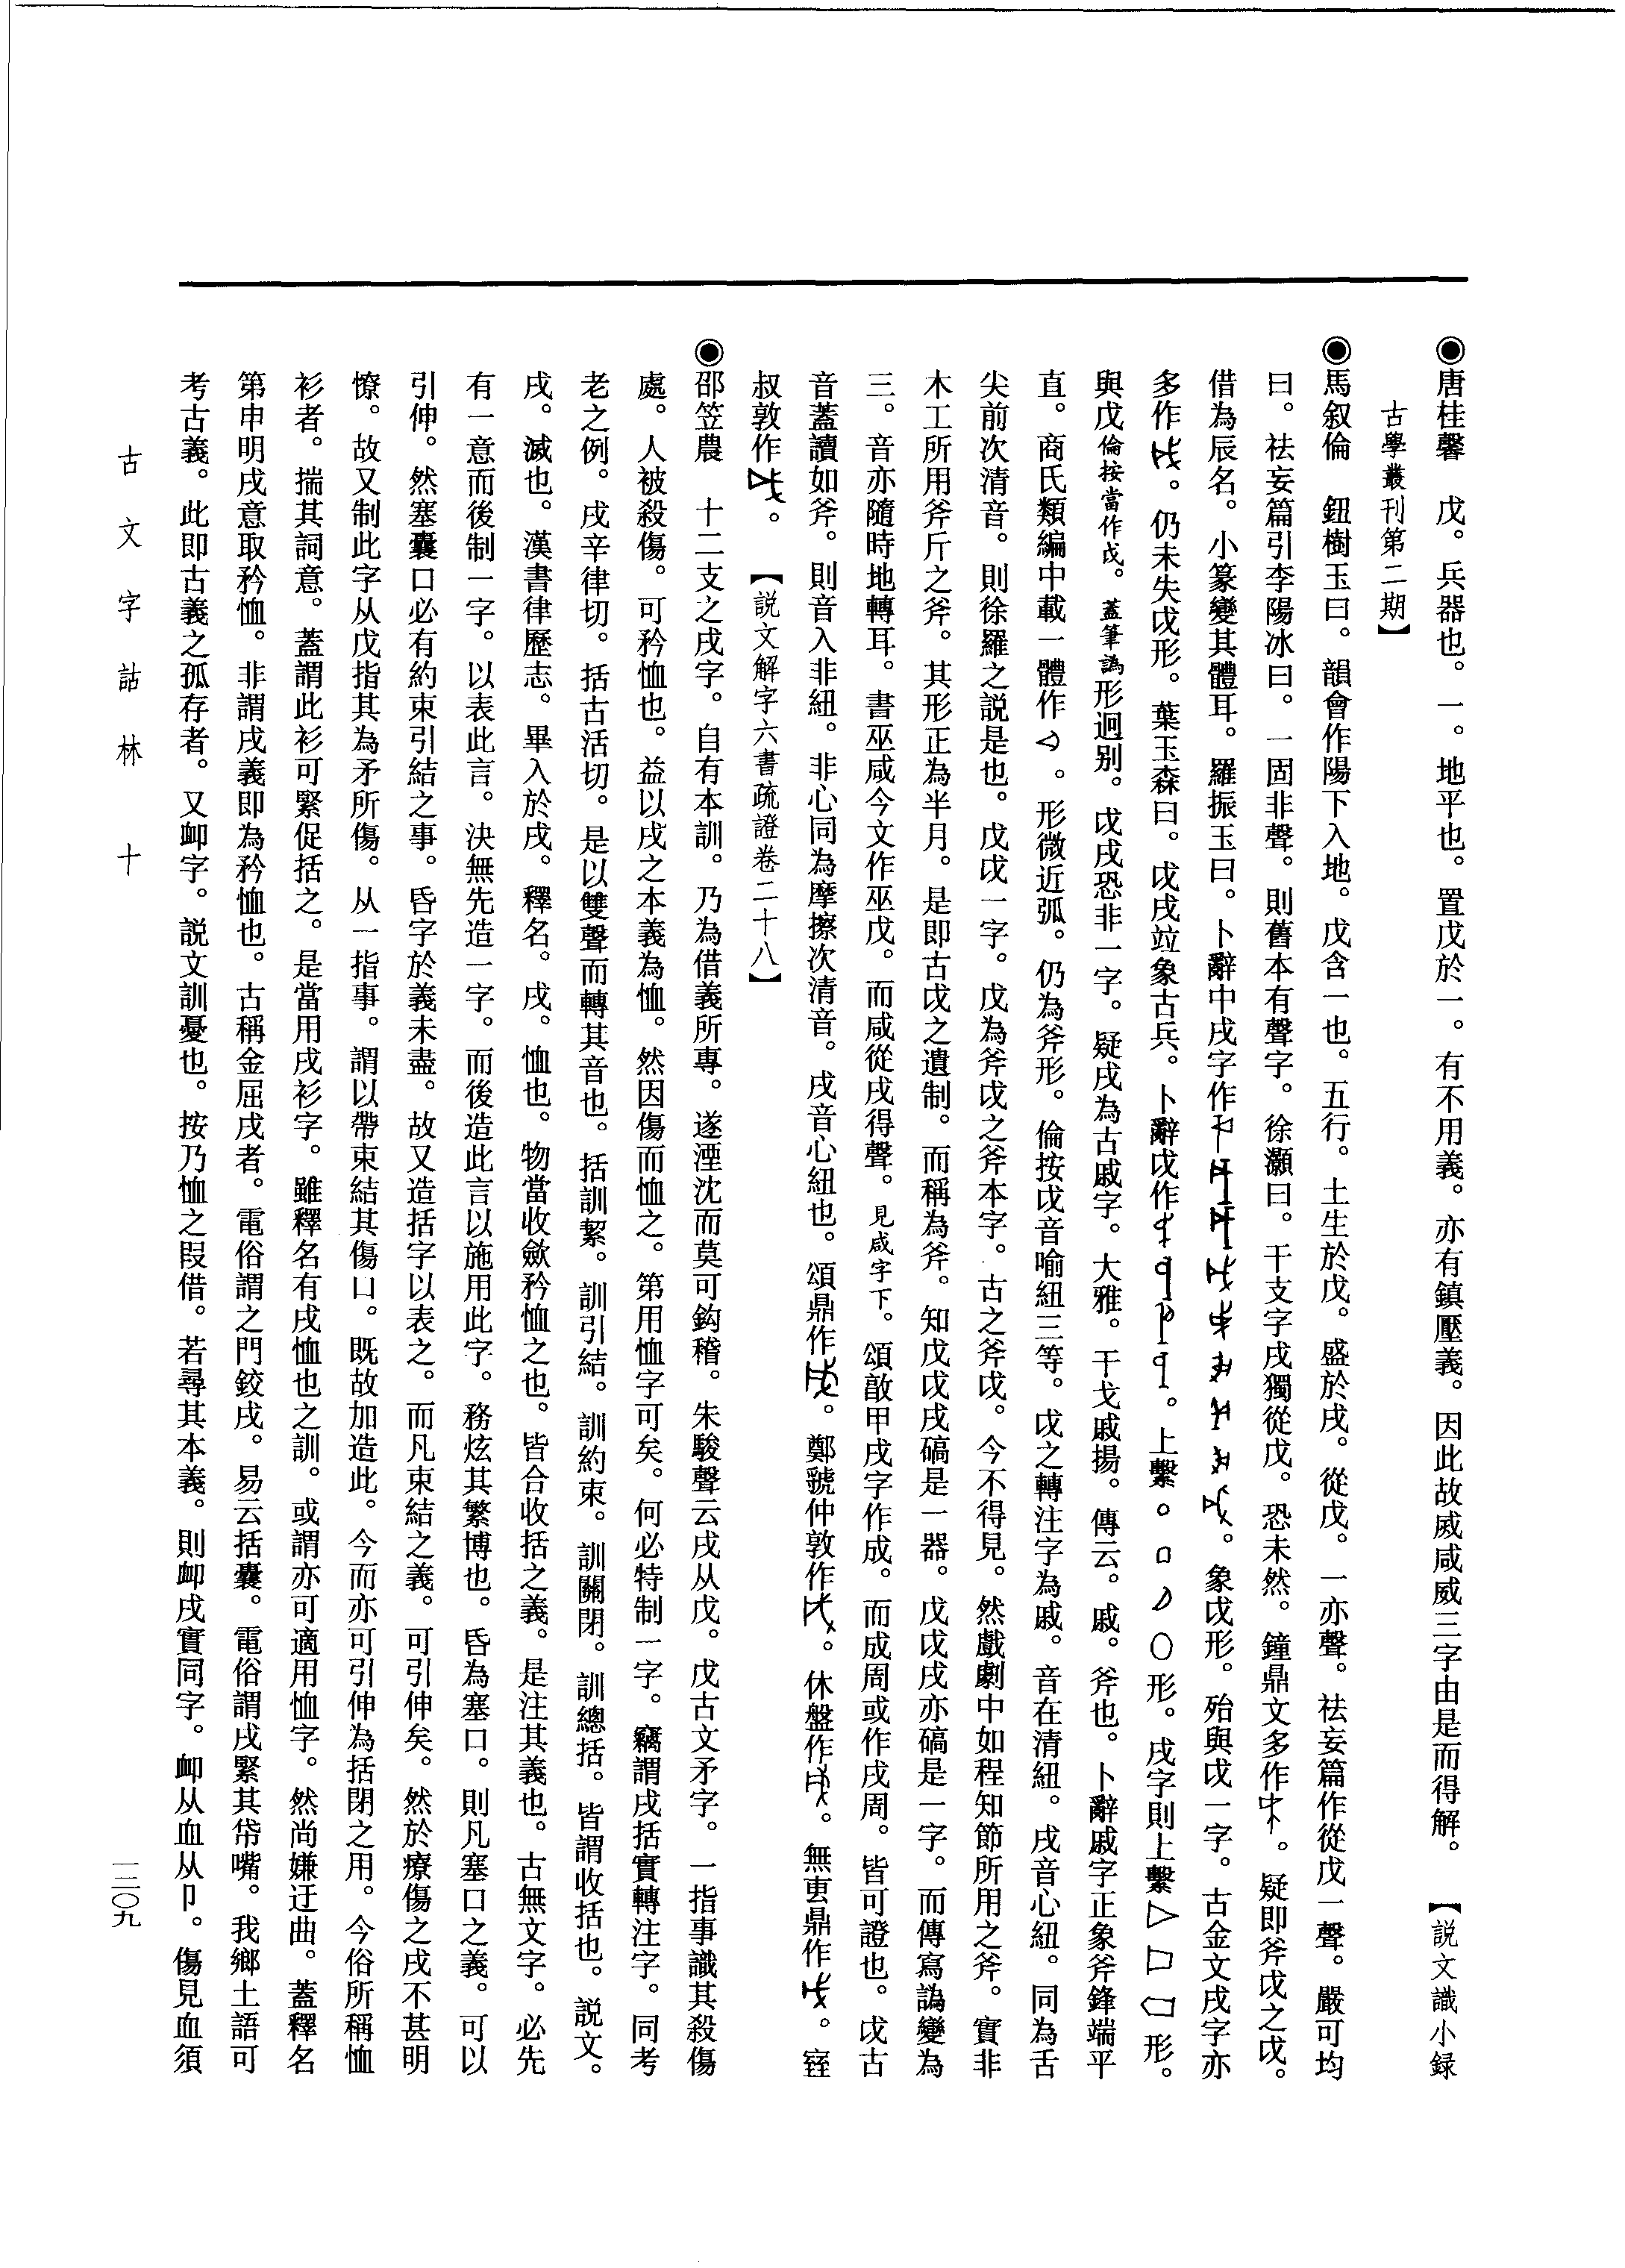 ◉唐桂馨　戊。兵器也。一。地平也。置戊於一。有不用義。亦有鎮壓義。因此故烕咸威三字由是而得解。【說文識小録
古學叢刊第二期】
◉馬叙倫　鈕樹玉曰。韻會作陽下入地。戊含一也。五行。土生於戊。盛於戌。從戊。一亦聲。祛妄篇作從戊一聲。嚴可均
曰。祛妄篇引李陽冰曰。一固非聲。則舊本有聲字。徐灝曰。干支字戌獨從戊。恐未然。鐘鼎文多作。疑即斧戉之戉。
借為辰名。小篆變其體耳。羅振玉曰。卜辭中戌字作。象戉形。殆與戉一字。古金文戌字亦
多作。仍未失戉形。葉玉森曰。戉戌竝象古兵。卜辭戉作。上繫。○形。戌字則上繫形。
與戊倫按當作戉。蓋筆譌形迥别。戉戌恐非一字。疑戌為古戚字。大雅。干戈戚揚。傳云。戚。斧也。卜辭戚字正象斧鋒端平
直。商氏類編中載一體作。形微近弧。仍為斧形。倫按戉音喻紐三等。戉之轉注字為戚。音在清紐。戌音心紐。同為舌
尖前次清音。則徐羅之説是也。戊戉一字。戊為斧戉之斧本字。古之斧戉。今不得見。然戲劇中如程知節所用之斧。實非
木工所用斧斤之斧。其形正為半月。是即古戉之遺制。而稱為斧。知戊戉戌碻是一器。戊戉戌亦碻是一字。而傳寫譌變為
三。音亦隨時地轉耳。書巫咸今文作巫戊。而咸從戌得聲。見咸字下。頌敵甲戌字作成。而成周或作戌周。皆可證也。戉古
音蓋讀如斧。則音入非紐。非心同為摩擦次清音。戌音心紐也。頌鼎作。鄭虢仲敦作。休盤作。無叀鼎作。
叔敦作。【説文解字六書疏證卷二十八】
◉邵笠農　十二支之戌字。自有本訓。乃為借義所專。遂湮沈而莫可鈎稽。朱駿聲云戌从戊。戊古文矛字。一指事識其殺傷
處。人被殺傷。可矜恤也。益以戌之本義為恤。然因傷而恤之。第用恤字可矣。何必特制一字。竊謂戌括實轉注字。同考
老之例。戌辛律切。括古活切。是以雙聲而轉其音也。括訓絜。訓引結。訓約束。訓關閉。訓總括。皆謂收括也。説文。
戌。滅也。漢書律歷志。畢入於戌。釋名。戌。恤也。物當收斂矜恤之也。皆合收括之義。是注其義也。古無文字。必先
有一意而後制一字。以表此言。決無先造一字。而後造此言以施用此字。務炫其繁博也。昏為塞口。則凡塞口之義。可以
引伸。然塞囊口必有約束引結之事。昏字於義未盡。故又造括字以表之。而凡束結之義。可引伸矣。然於療傷之戌不甚明
憭。故又制此字从戊指其為矛所傷。从一指事。謂以帶束結其傷口。既故加造此。今而亦可引伸為括閉之用。今俗所稱恤
衫者。揣其詞意。蓋謂此衫可緊促括之。是當用戌衫字。雖釋名有戌恤也之訓。或謂亦可適用恤字。然尚嫌迂曲。蓋釋名
第申明戌意取矜恤。非謂戌義即為矜恤也。古稱金屈戌者。電俗謂之門鉸戌。易云括囊。電俗謂戌緊其帒嘴。我鄉土語可
考古義。此即古義之孤存者。又卹字。説文訓憂也。按乃恤之叚借。若尋其本義。則卹戌實同字。卹从血从卩。傷見血須
古文字詁林　十
一三〇九